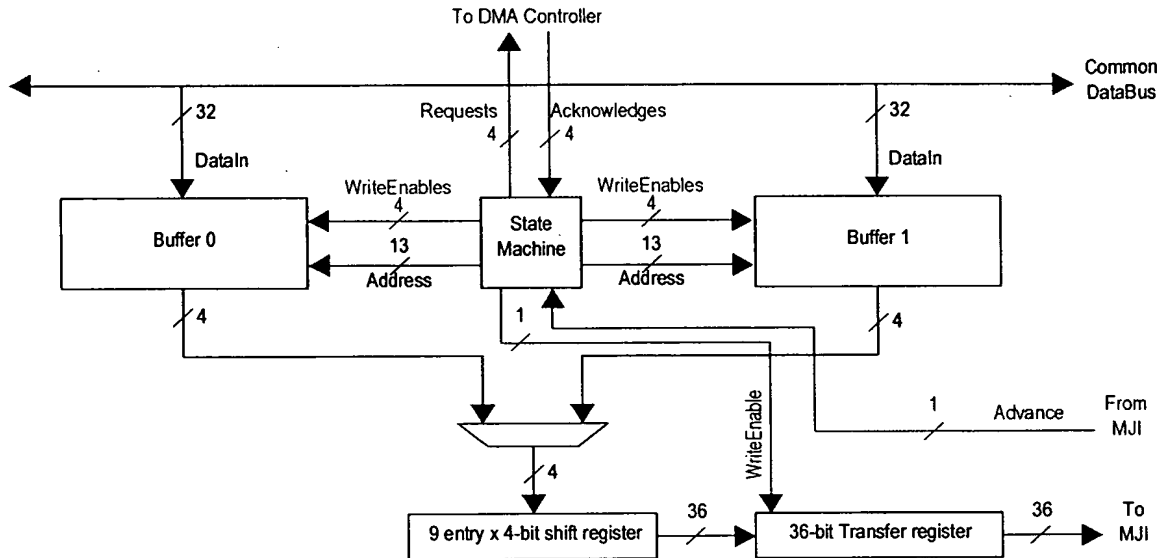 To DMA Controller
Common
DataBus
32
Requests
4
Acknowledges
4
32
DataIn
DataIn
WriteEnables
4
WriteEnables
4
Buffer 0
State
Machine
Buffer 1
13
Address
13
Address
4
1
4
WriteEnable
1
Advance
From
MJI
4
9 entry x 4-bit shift register
36
36-bit Transfer register
36
To
MJI